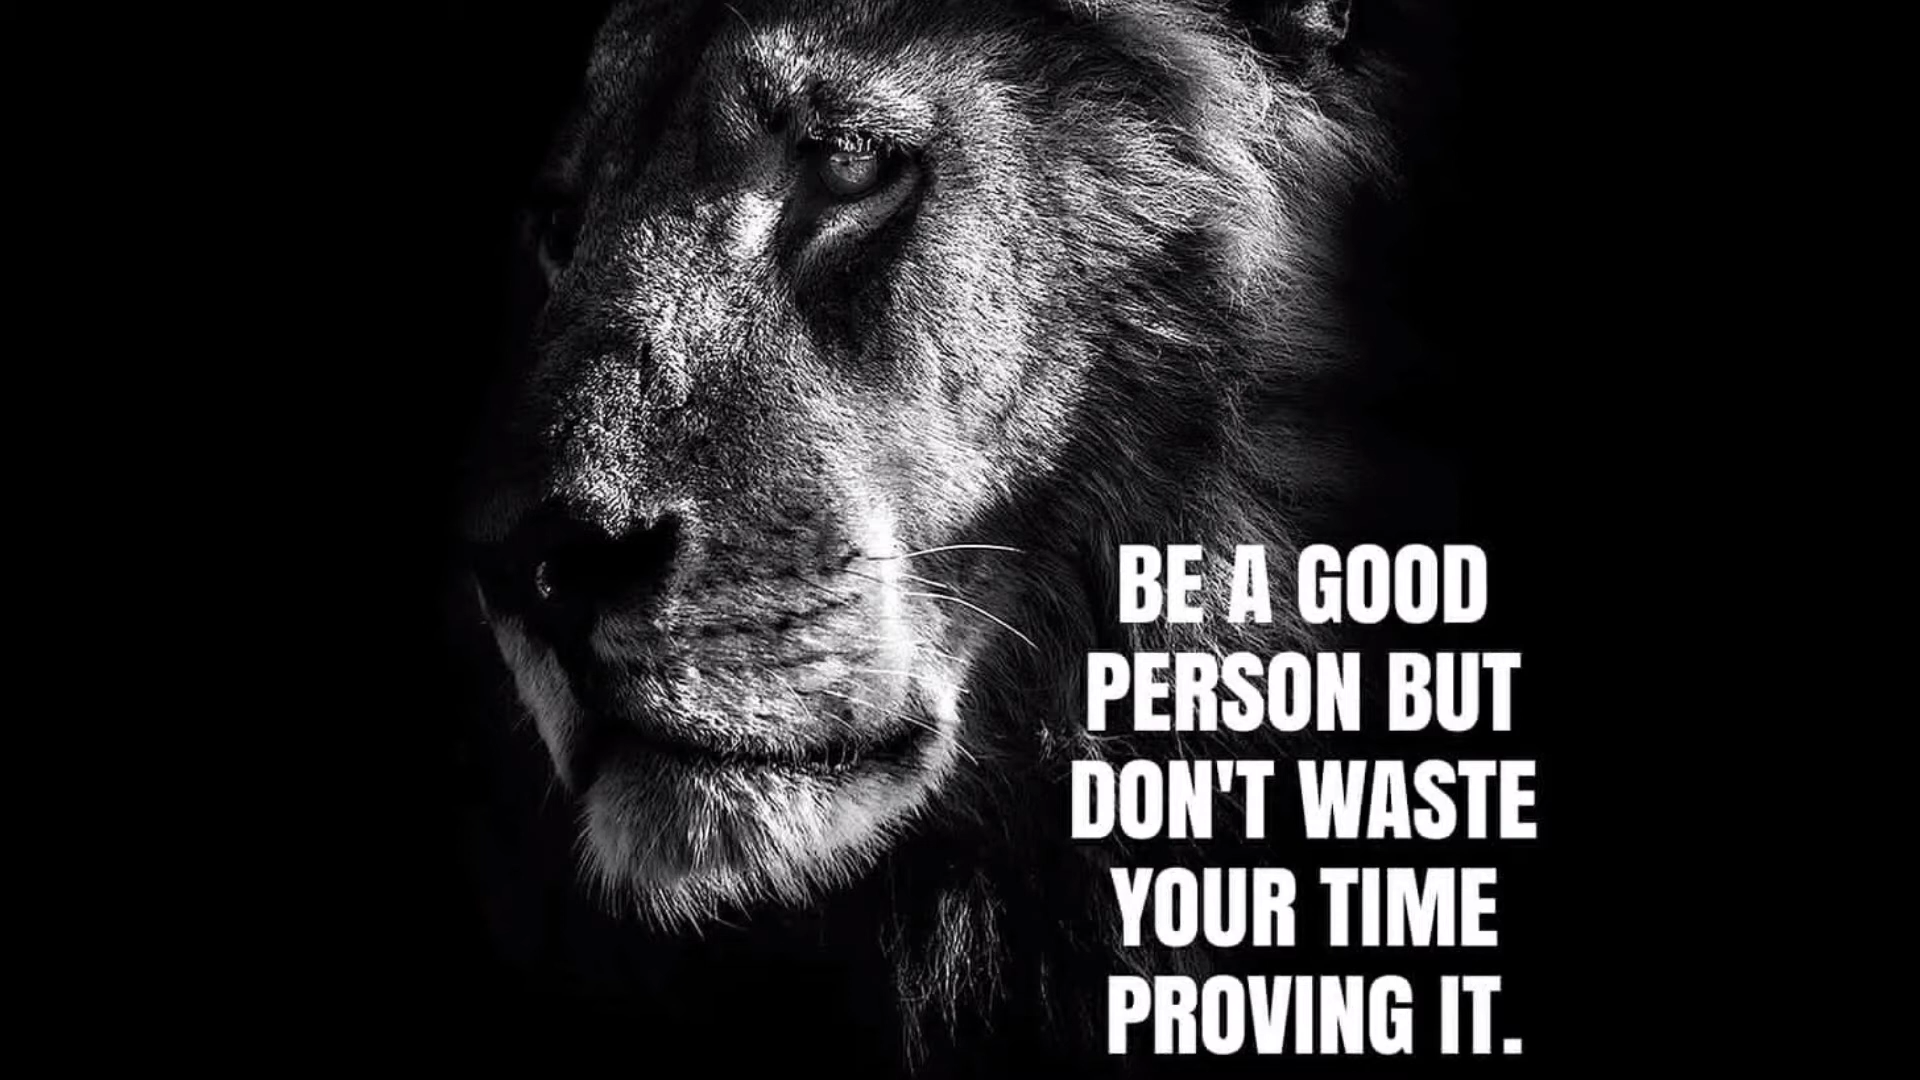 BE A GOOD
PERSON BUT
DON'T WASTE
YOUR TIME
PROVING IT.